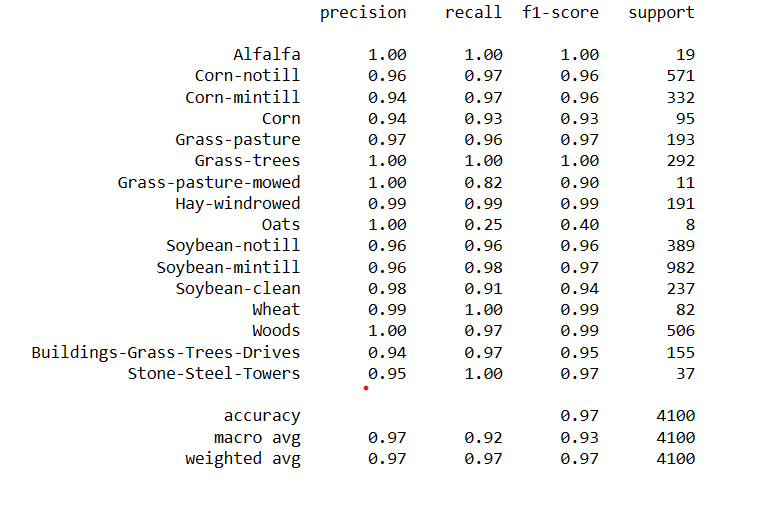 precision recall f1-score support
Alfalfa 1.00 1.00 1.00 19
Corn-notill 0.96 0.97 0.96 571
Corn-mintill 0.94 0.97 0.96 332
Corn 0.94 0.93 0.93 95
Grass-pasture 0.97 0.96 0.97 193
Grass-trees 1.00 1.00 1.00 292
Grass-pasture-mowed 1.00 0.82 0.90 11
Hay-windrowed 0.99 0.99 0.99 191
Oats 1.00 0.25 0.40 8
Soybean-notill 0.96 0.96 0.96 389
Soybean-mintill 0.96 0.98 0.97 982
Soybean-clean 0.98 0.91 0.94 237
Wheat 0.99 1.00 0.99 82
Woods 1.00 0.97 0.99 506
Buildings-Grass-Trees-Drives 0.94 0.97 0.95 155
Stone-Steel-Towers 0.95 1.00 0.97 37
accuracy 0.97 4100
macro avg 0.97 0.92 0.93 4100
weighted avg 0.97 0.97 0.97 4100